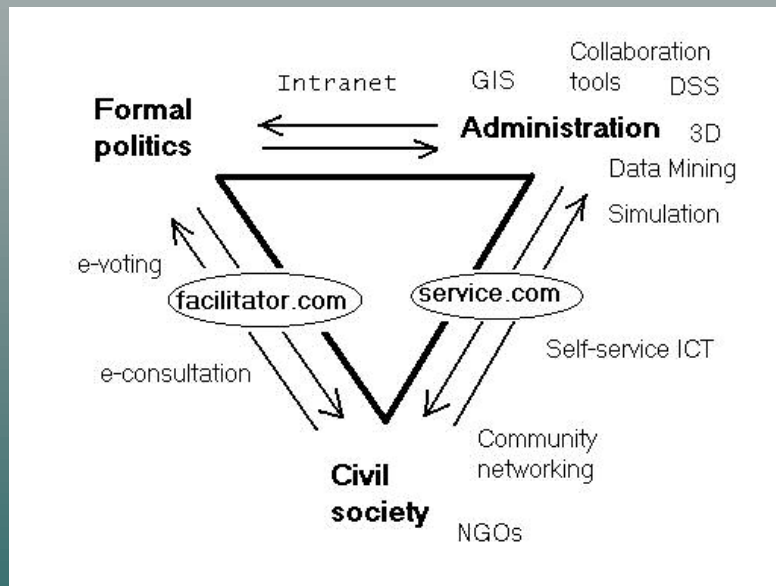 Collaboration
tools
Intranet
GIS
DSS
Formal
politics
Administration
3D
Data Mining
Simulation
e-voting
facilitator.com
service.com
Self-service ICT
e-consultation
Community
networking
Civil
society
NGOs